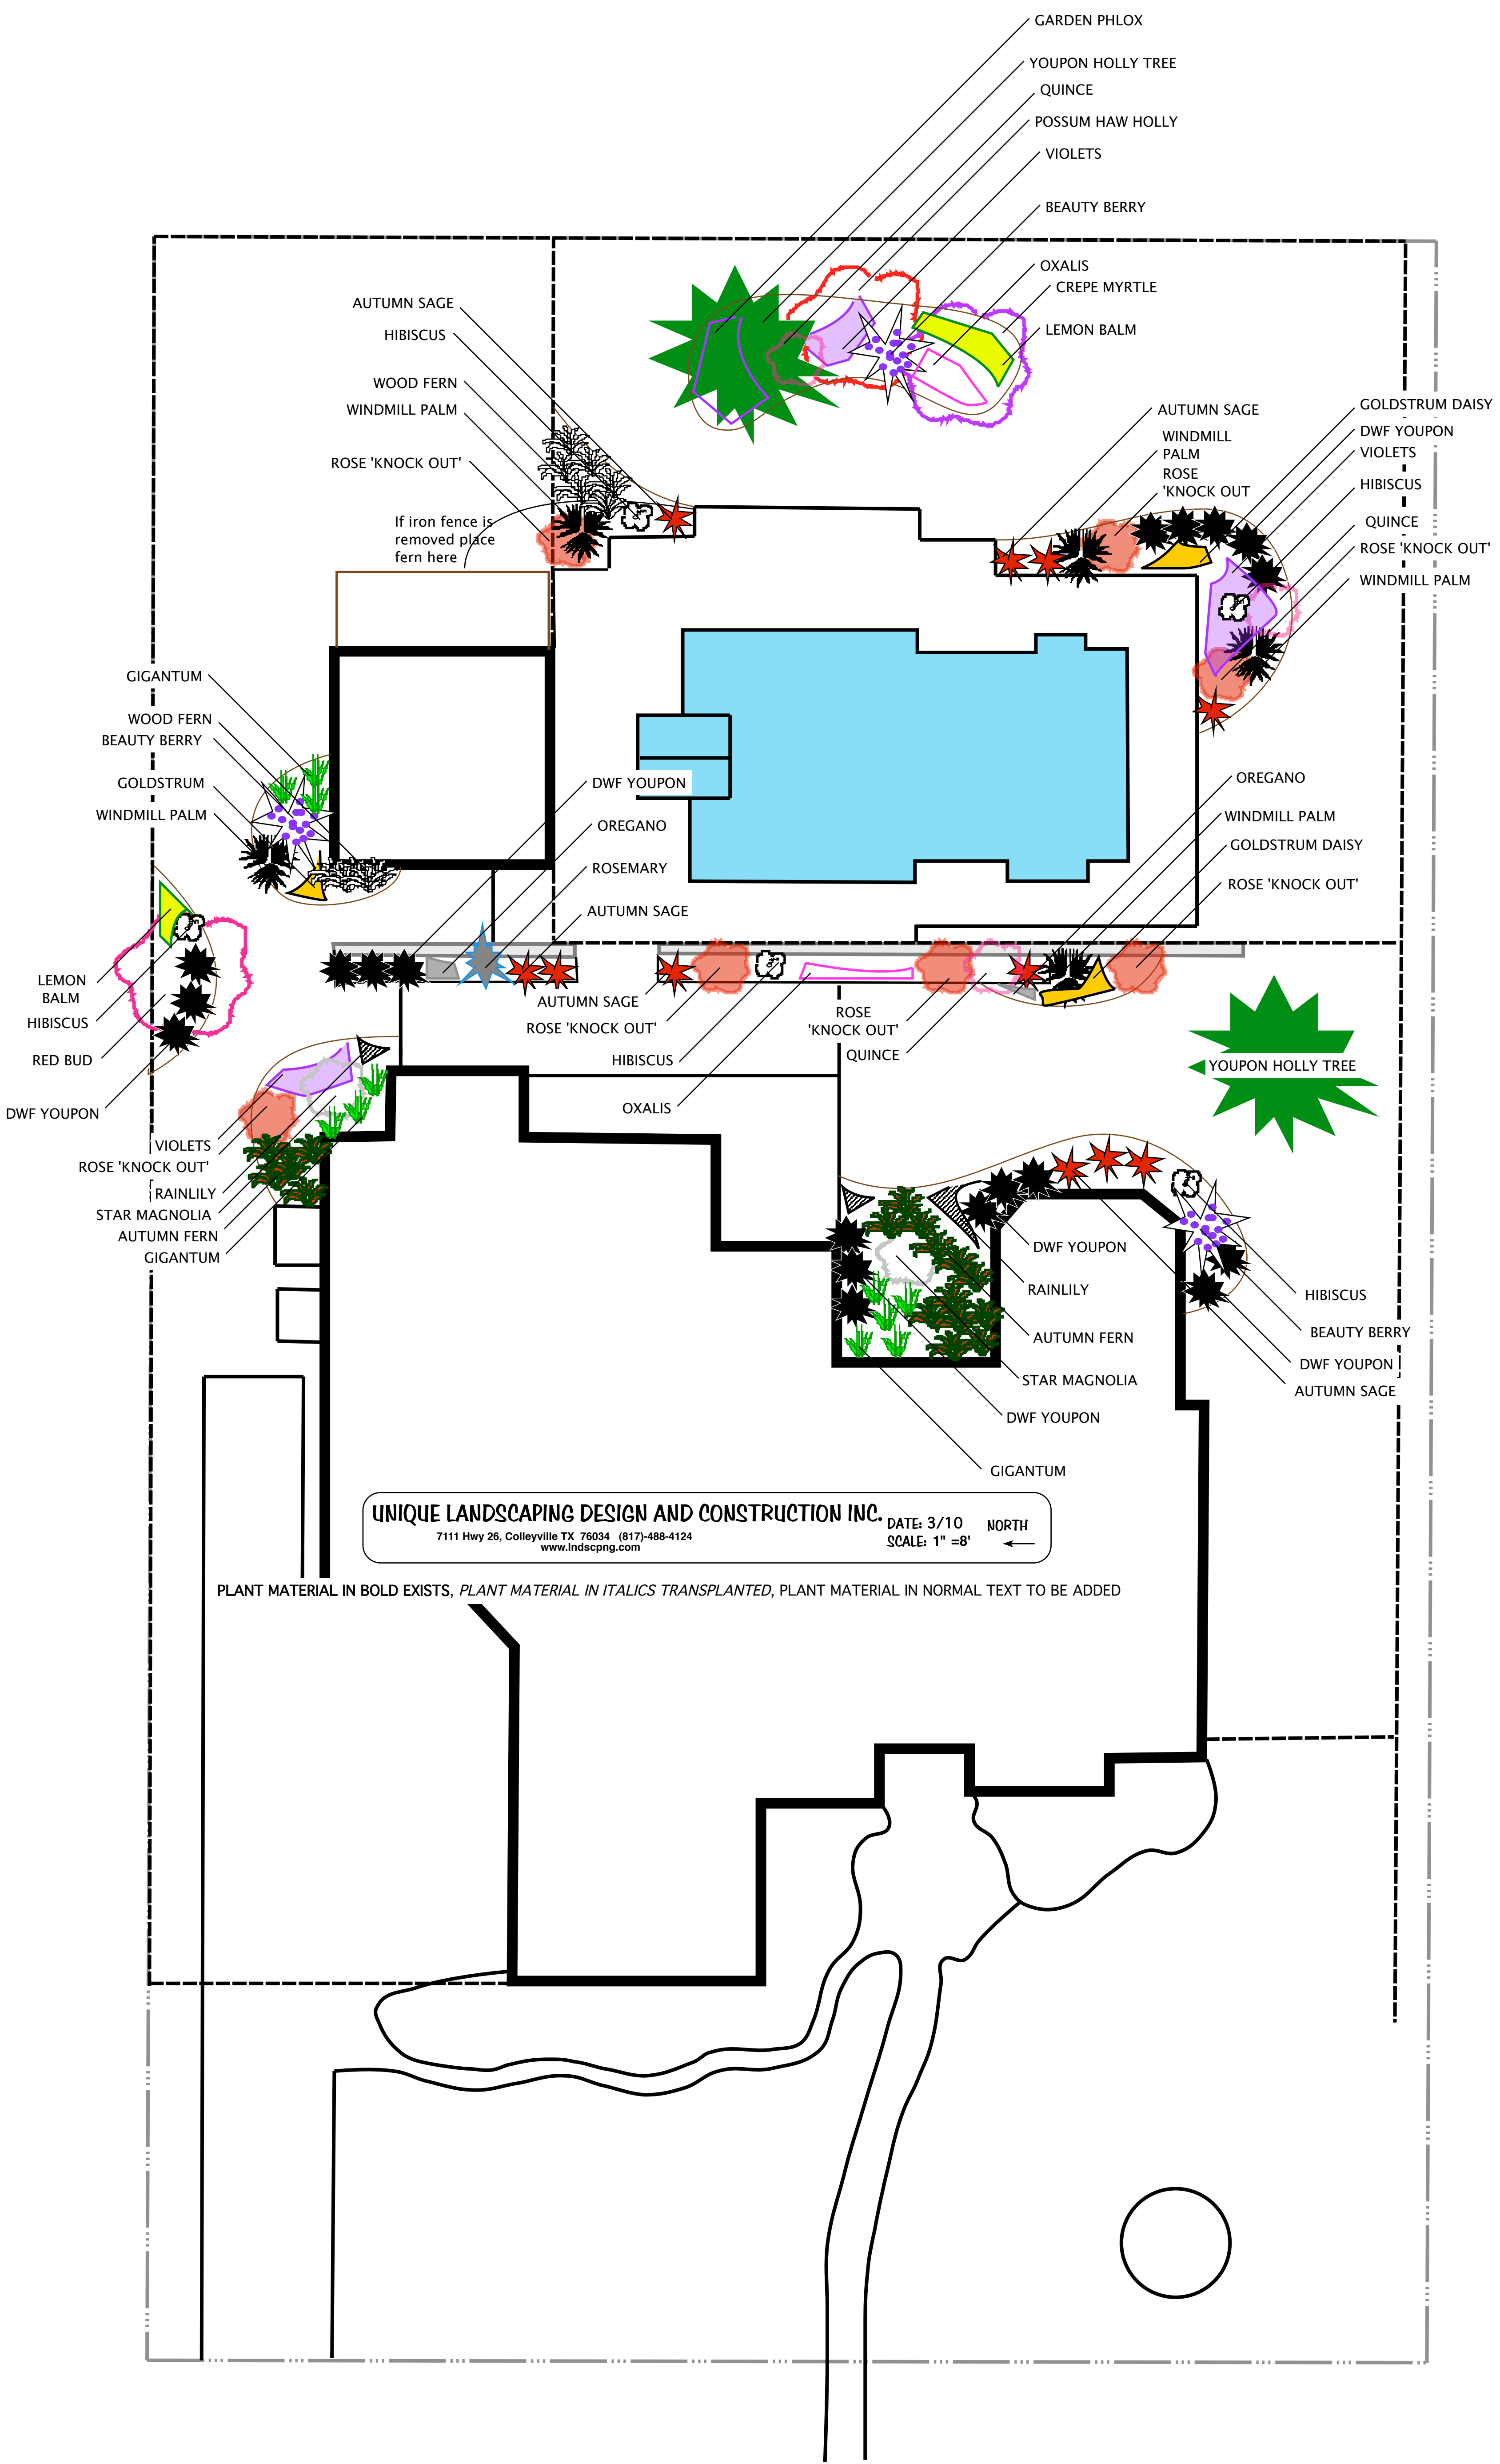 GARDEN PHLOX
YOUPON HOLLY TREE
QUINCE
POSSUM HAW HOLLY
VIOLETS
BEAUTY BERRY
OXALIS
CREPE MYRTLE
LEMON BALM
AUTUMN SAGE
HIBISCUS
WOOD FERN
WINDMILL PALM
ROSE 'KNOCK OUT'
If iron fence is
removed place
fern here
AUTUMN SAGE
WINDMILL
PALM
ROSE
'KNOCK OUT
GOLDSTRUM DAISY
DWF YOUPON
VIOLETS
HIBISCUS
QUINCE
ROSE 'KNOCK OUT'
WINDMILL PALM
GIGANTUM
WOOD FERN
BEAUTY BERRY
GOLDSTRUM
WINDMILL PALM
DWF YOUPON
OREGANO
ROSEMARY
AUTUMN SAGE
OREGANO
WINDMILL PALM
GOLDSTRUM DAISY
ROSE 'KNOCK OUT'
LEMON
BALM
HIBISCUS
RED BUD
DWF YOUPON
AUTUMN SAGE
ROSE 'KNOCK OUT'
HIBISCUS
OXALIS
ROSE
'KNOCK OUT'
QUINCE
YOUPON HOLLY TREE
VIOLETS
ROSE 'KNOCK OUT'
RAINLILY
STAR MAGNOLIA
AUTUMN FERN
GIGANTUM
DWF YOUPON
RAINLILY
AUTUMN FERN
STAR MAGNOLIA
DWF YOUPON
GIGANTUM
HIBISCUS
BEAUTY BERRY
DWF YOUPON
AUTUMN SAGE
UNIQUE LANDSCAPING DESIGN AND CONSTRUCTION INC.
7111 Hwy 26, Colleyville TX 76034 (817)-488-4124
www.lndscpng.com
DATE: 3/10
SCALE: 1" =8'
NORTH
PLANT MATERIAL IN BOLD EXISTS, PLANT MATERIAL IN ITALICS TRANSPLANTED, PLANT MATERIAL IN NORMAL TEXT TO BE ADDED